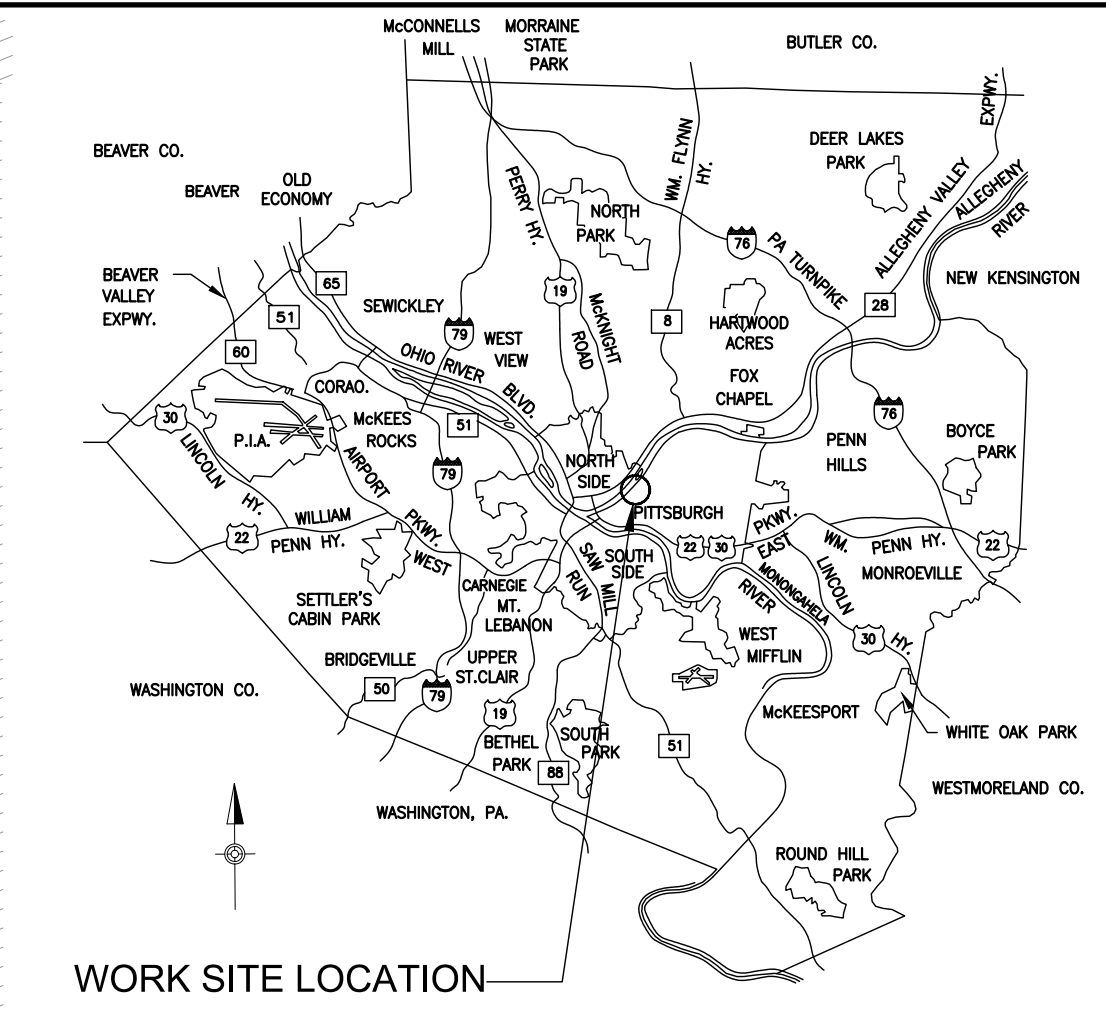 McCONNELLS
MILL
MORRAINE
STATE
PARK
BUTLER CO.
EXPWY.
BEAVER CO.
BEAVER
OLD
ECONOMY
PERRY HY.
WM. FLYNN
HY.
DEER LAKES
PARK
ALLEGHENY VALLEY
ALLEGHENY
RIVER
NORTH
PARK
76
PA TURNPIKE
BEAVER
VALLEY
EXPWY.
65
51
60
SEWICKLEY
79
WEST
VIEW
19
McKNIGHT
ROAD
8
HARTWOOD
ACRES
28
NEW KENSINGTON
OHIO RIVER
BLVD.
FOX
CHAPEL
CORAO.
McKEES
ROCKS
51
30
P.I.A.
LINCOLN
HY.
AIRPORT
PKWY.
WEST
79
NORTH
SIDE
76
PENN
HILLS
BOYCE
PARK
PITTSBURGH
22
WILLIAM
PENN HY.
SAW MILL
RUN
SOUTH
SIDE
22
30
PKWY.
EAST
WM.
PENN HY.
22
MONROEVILLE
LINCOLN
HY.
30
CARNEGIE
MT.
LEBANON
MONONGAHELA
RIVER
SETTLER'S
CABIN PARK
WEST
MIFFLIN
BRIDGEVILLE
50
79
UPPER
ST.CLAIR
WASHINGTON CO.
19
BETHEL
PARK
SOUTH
PARK
88
51
McKEESPORT
WHITE OAK PARK
WESTMORELAND CO.
WASHINGTON, PA.
ROUND HILL
PARK
WORK SITE LOCATION